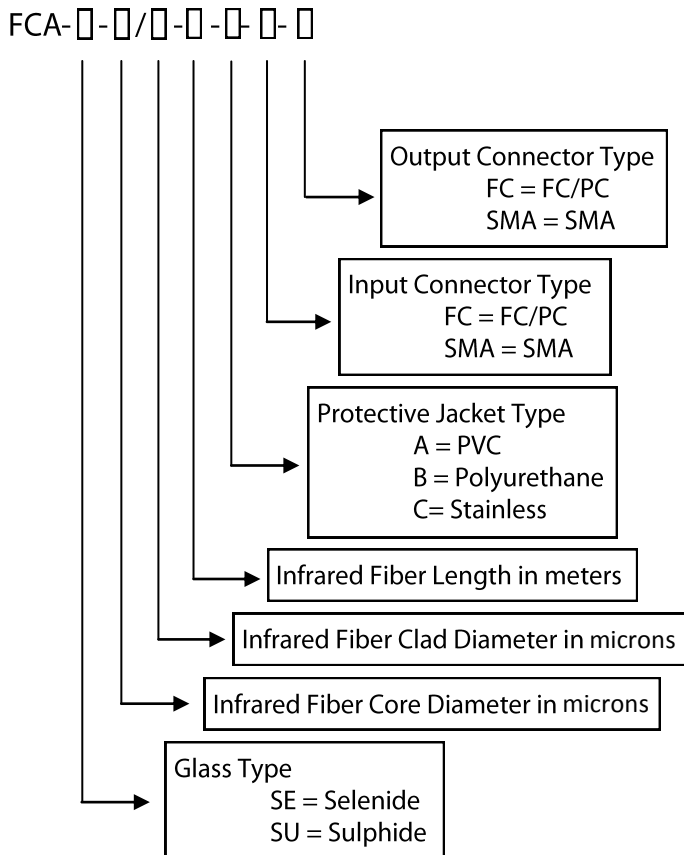 FCA-▯-▯/▯-▯-▯-▯-▯
Output Connector Type
FC = FC/PC
SMA = SMA
Input Connector Type
FC = FC/PC
SMA = SMA
Protective Jacket Type
A = PVC
B = Polyurethane
C= Stainless
Infrared Fiber Length in meters
Infrared Fiber Clad Diameter in microns
Infrared Fiber Core Diameter in microns
Glass Type
SE = Selenide
SU = Sulphide